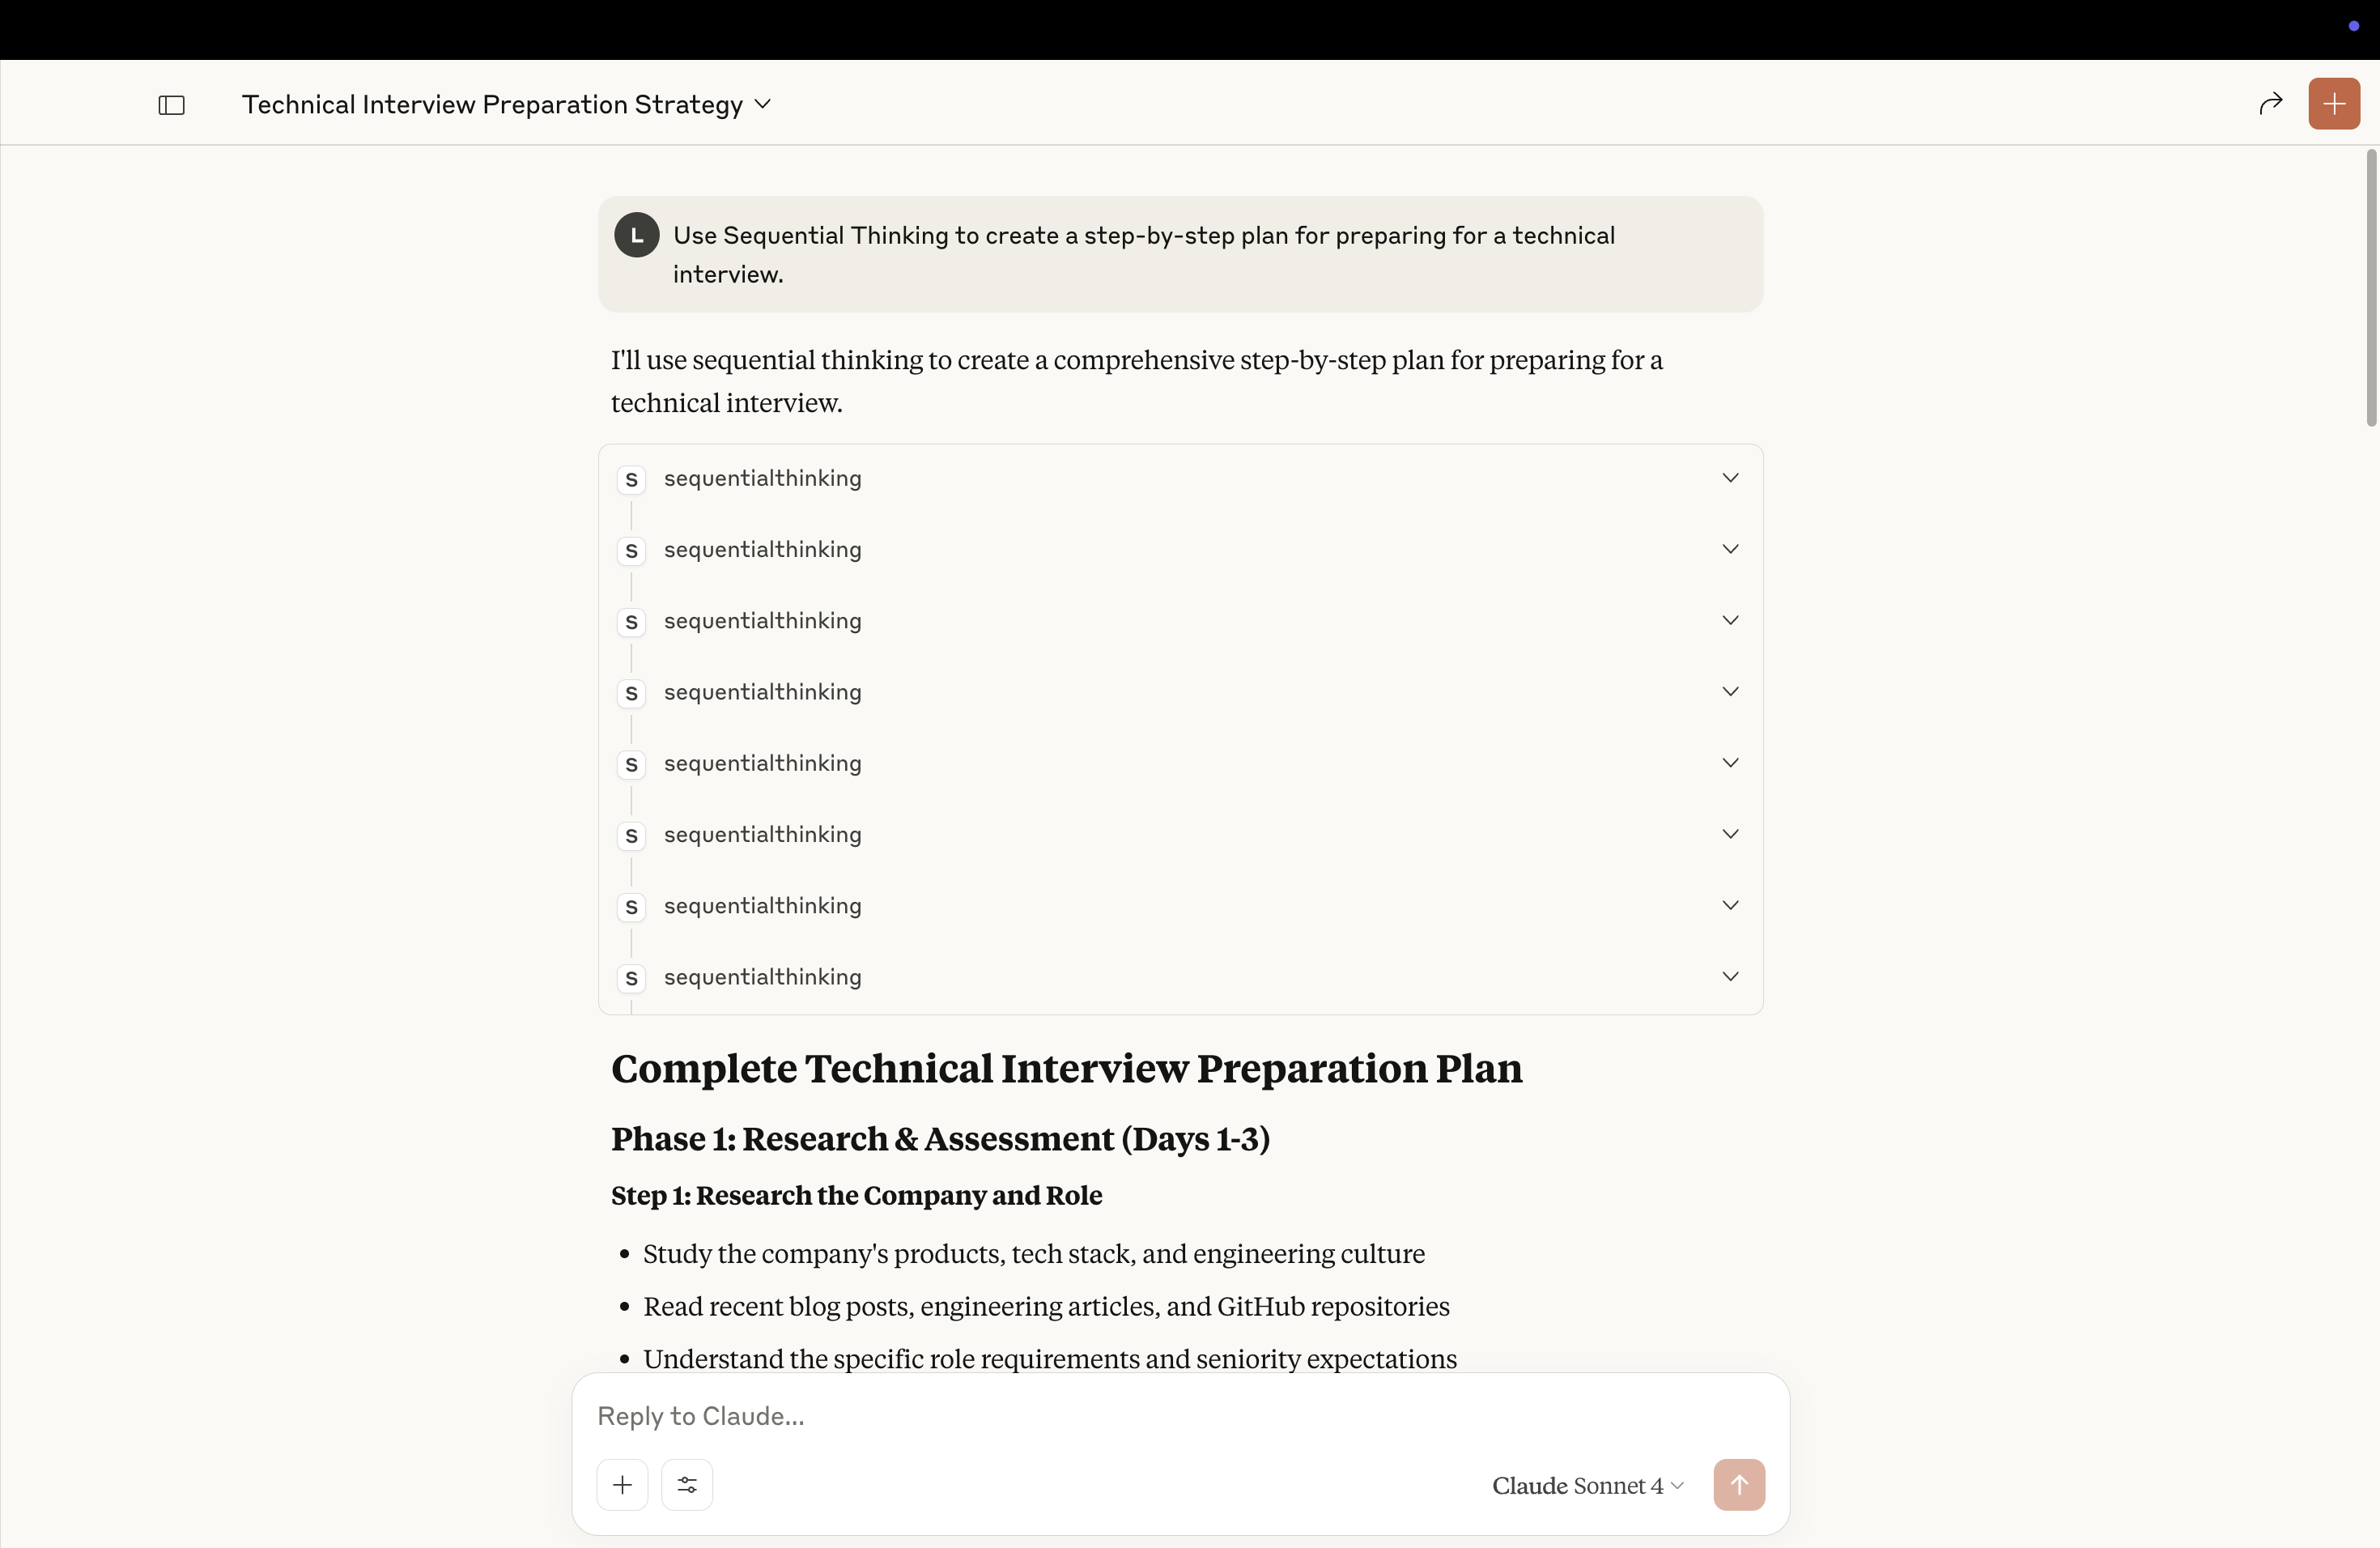 Technical Interview Preparation Strategy
L
Use Sequential Thinking to create a step-by-step plan for preparing for a technical
interview.
I'll use sequential thinking to create a comprehensive step-by-step plan for preparing for a
technical interview.
S sequentialthinking
S sequentialthinking
S sequentialthinking
S sequentialthinking
S sequentialthinking
S sequentialthinking
S sequentialthinking
S sequentialthinking
Complete Technical Interview Preparation Plan
Phase 1: Research & Assessment (Days 1-3)
Step 1: Research the Company and Role
• Study the company's products, tech stack, and engineering culture
• Read recent blog posts, engineering articles, and GitHub repositories
• Understand the specific role requirements and seniority expectations
Reply to Claude...
Claude Sonnet 4